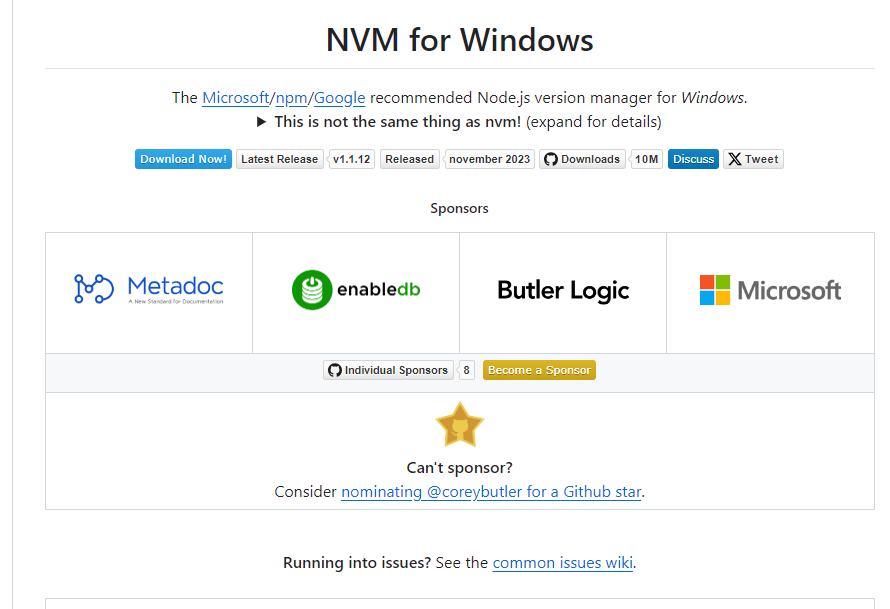 NVM for Windows
The Microsoft/npm/Google recommended Node.js version manager for Windows.
▶ This is not the same thing as nvm! (expand for details)
Download Now! Latest Release v1.1.12 Released november 2023 Downloads 10M Discuss X Tweet
Sponsors
Metadoc
A New Standard for Documentation
enabledb
Butler Logic
Microsoft
Individual Sponsors 8 Become a Sponsor
Can't sponsor?
Consider nominating @coreybutler for a Github star.
Running into issues? See the common issues wiki.